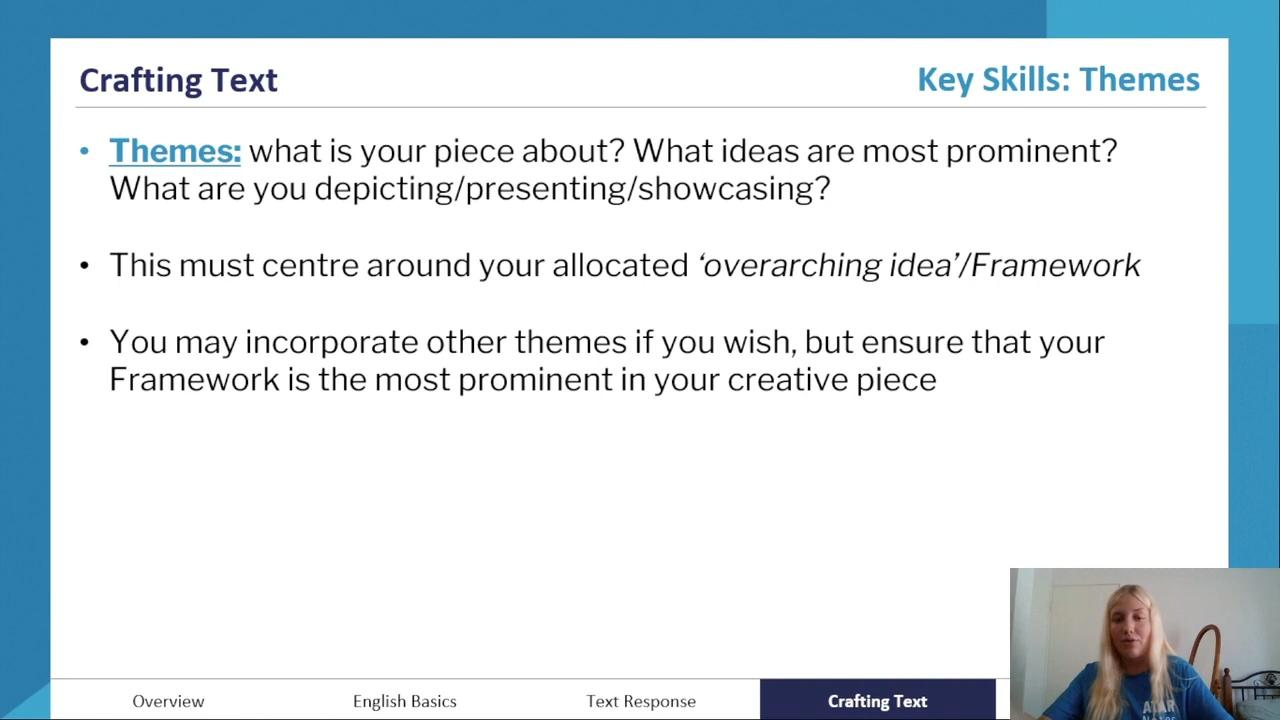 Crafting Text
Key Skills: Themes
• Themes: what is your piece about? What ideas are most prominent?
What are you depicting/presenting/showcasing?
• This must centre around your allocated ‘overarching idea’/Framework
• You may incorporate other themes if you wish, but ensure that your
Framework is the most prominent in your creative piece
Overview
English Basics
Text Response
Crafting Text
ATAR